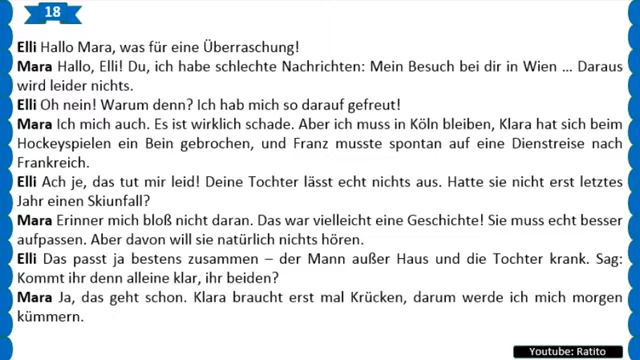 18
Elli Hallo Mara, was für eine Überraschung!
Mara Hallo, Elli! Du, ich habe schlechte Nachrichten: Mein Besuch bei dir in Wien ... Daraus
wird leider nichts.
Elli Oh nein! Warum denn? Ich hab mich so darauf gefreut!
Mara Ich mich auch. Es ist wirklich schade. Aber ich muss in Köln bleiben, Klara hat sich beim
Hockeyspielen ein Bein gebrochen, und Franz musste spontan auf eine Dienstreise nach
Frankreich.
Elli Ach je, das tut mir leid! Deine Tochter lässt echt nichts aus. Hatte sie nicht erst letztes
Jahr einen Skiunfall?
Mara Erinner mich bloß nicht daran. Das war vielleicht eine Geschichte! Sie muss echt besser
aufpassen. Aber davon will sie natürlich nichts hören.
Elli Das passt ja bestens zusammen – der Mann außer Haus und die Tochter krank. Sag:
Kommt ihr denn alleine klar, ihr beiden?
Mara Ja, das geht schon. Klara braucht erst mal Krücken, darum werde ich mich morgen
kümmern.
Youtube: Ratito